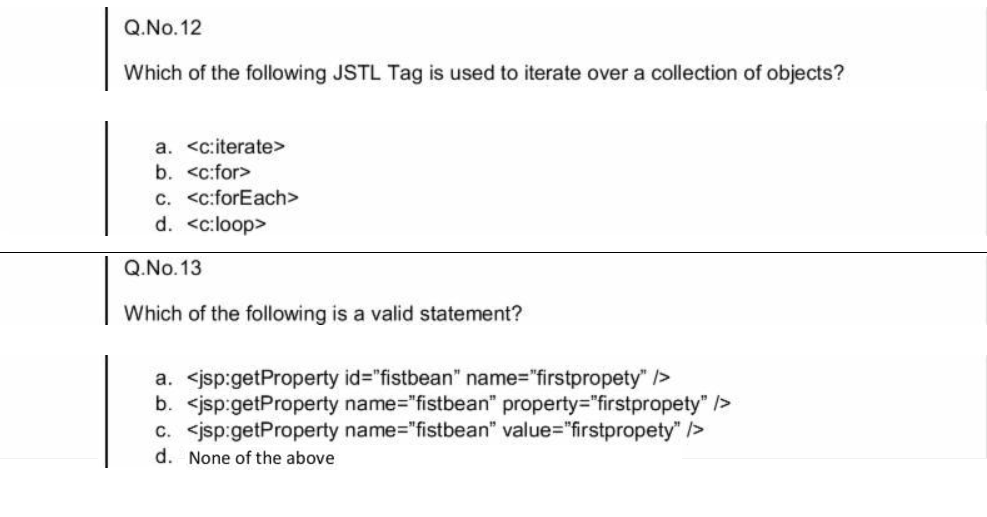 Q.No.12
Which of the following JSTL Tag is used to iterate over a collection of objects?
a. <c:iterate>
b. <c:for>
c. <c:forEach>
d. <c:loop>
Q.No.13
Which of the following is a valid statement?
a. <jsp:getProperty id="fistbean” name="firstpropety” />
b. <jsp:getProperty name="fistbean” property="firstpropety” />
c. <jsp:getProperty name="fistbean” value="firstpropety” />
d. None of the above